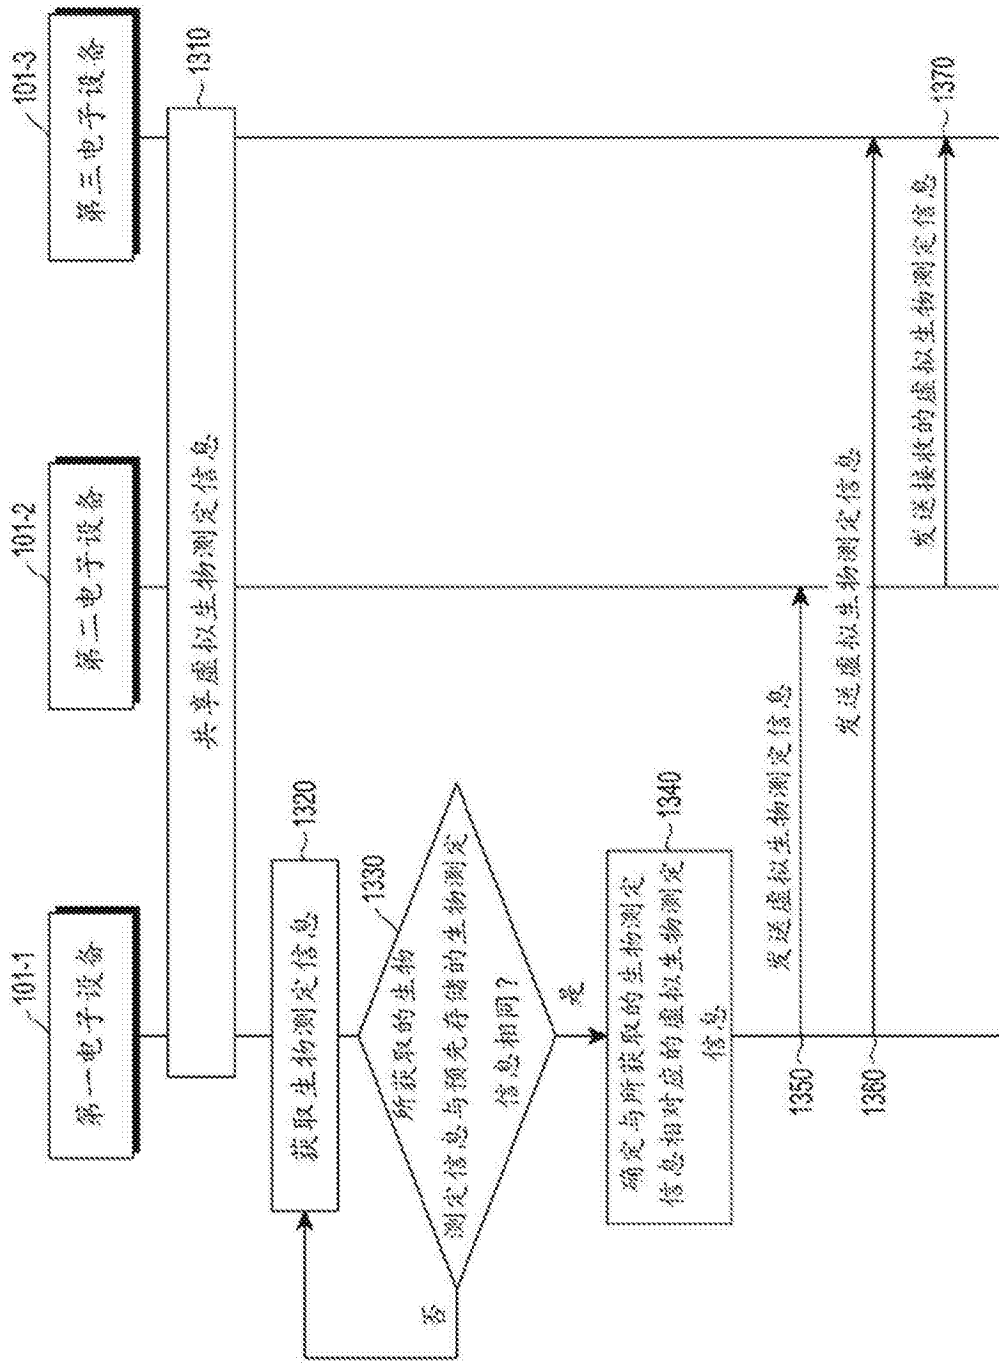 101-1
第一电子设备
101-2
第二电子设备
101-3
第三电子设备
1310
共享虚拟生物测定信息
1320
获取生物测定信息
1330
所获取的生物
测定信息与预先存储的生物测定
信息相同？
否
是
1340
确定与所获取的生物测定
信息相对应的虚拟生物测定
信息
1350
发送虚拟生物测定信息
1360
发送虚拟生物测定信息
发送接收的虚拟生物测定信息
1370